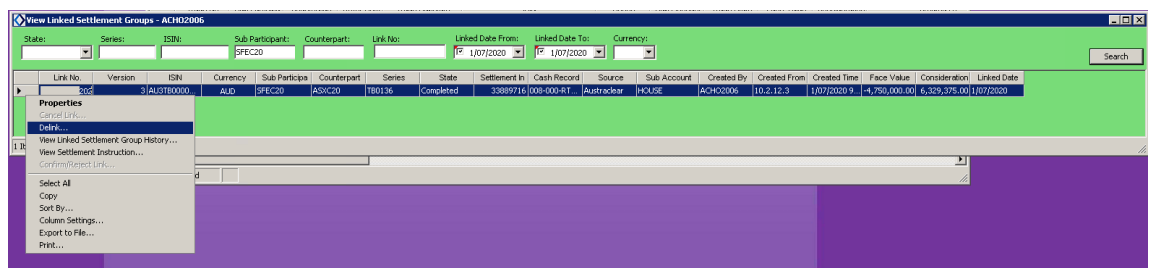 View Linked Settlement Groups - ACHO2006
State: Series: ISIN: Sub Participant: Counterpart: Link No: Linked Date From: Linked Date To: Currency:
SFEC20 1/07/2020 1/07/2020
Search
Link No. Version ISIN Currency Sub Participa Counterpart Series State Settlement In Cash Record Source Sub Account Created By Created From Created Time Face Value Consideration Linked Date
202 3 AU3TB0000... AUD SFEC20 ASXC20 TB0136 Completed 33889716 008-000-RT... Austraclear HOUSE ACHO2006 10.2.12.3 1/07/2020 9... -4,750,000.00 6,329,375.00 1/07/2020
Properties
Cancel Link...
Delink...
View Linked Settlement Group History...
View Settlement Instruction...
Confirm/Reject Link...
Select All
Copy
Sort By...
Column Settings...
Export to File...
Print...